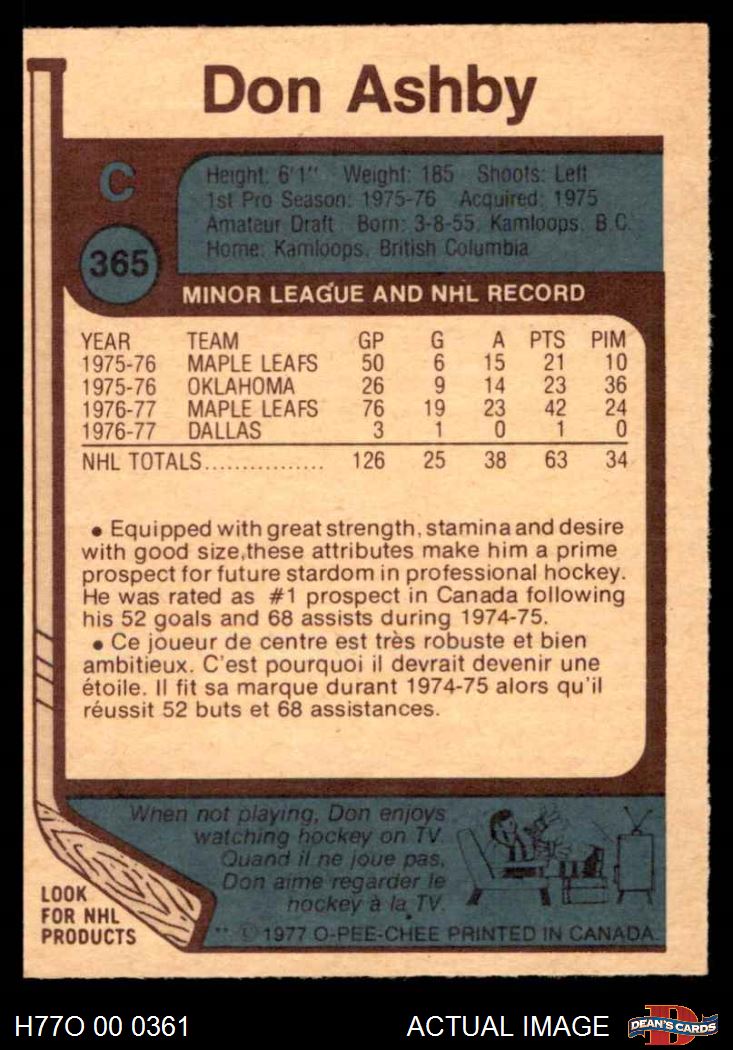 Don Ashby
C
365
Height: 6'1" Weight: 185 Shoots: Left
1st Pro Season: 1975-76 Acquired: 1975
Amateur Draft Born: 3-8-55, Kamloops, B.C.
Home: Kamloops, British Columbia
MINOR LEAGUE AND NHL RECORD
YEAR TEAM GP G A PTS PIM
1975-76 MAPLE LEAFS 50 6 15 21 10
1975-76 OKLAHOMA 26 9 14 23 36
1976-77 MAPLE LEAFS 76 19 23 42 24
1976-77 DALLAS 3 1 0 1 0
NHL TOTALS................ 126 25 38 63 34
• Equipped with great strength, stamina and desire
with good size,these attributes make him a prime
prospect for future stardom in professional hockey.
He was rated as #1 prospect in Canada following
his 52 goals and 68 assists during 1974-75.
• Ce joueur de centre est très robuste et bien
ambitieux. C'est pourquoi il devrait devenir une
étoile. Il fit sa marque durant 1974-75 alors qu'il
réussit 52 buts et 68 assistances.
When not playing, Don enjoys
watching hockey on TV.
Quand il ne joue pas,
Don aime regarder le
hockey à la TV.
LOOK
FOR NHL
PRODUCTS
** © 1977 O-PEE-CHEE PRINTED IN CANADA
H77O 00 0361
ACTUAL IMAGE
D
DEAN'S CARDS